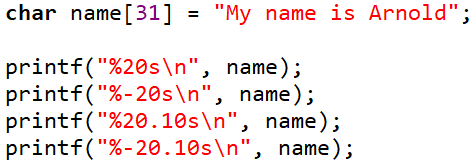 char name[31] = "My name is Arnold";
printf("%20s\n", name);
printf("%-20s\n", name);
printf("%20.10s\n", name);
printf("%-20.10s\n", name);